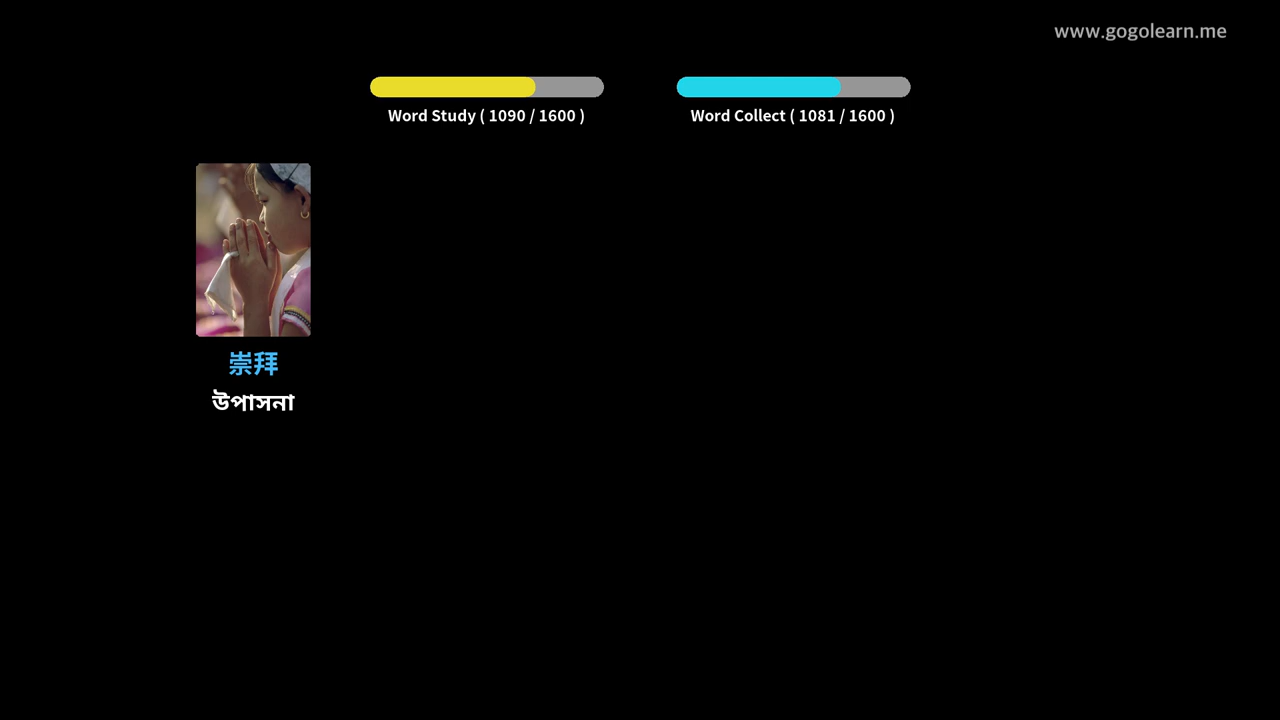 www.gogolearn.me
Word Study ( 1090 / 1600 )
Word Collect ( 1081 / 1600 )
崇拜
উপাসনা